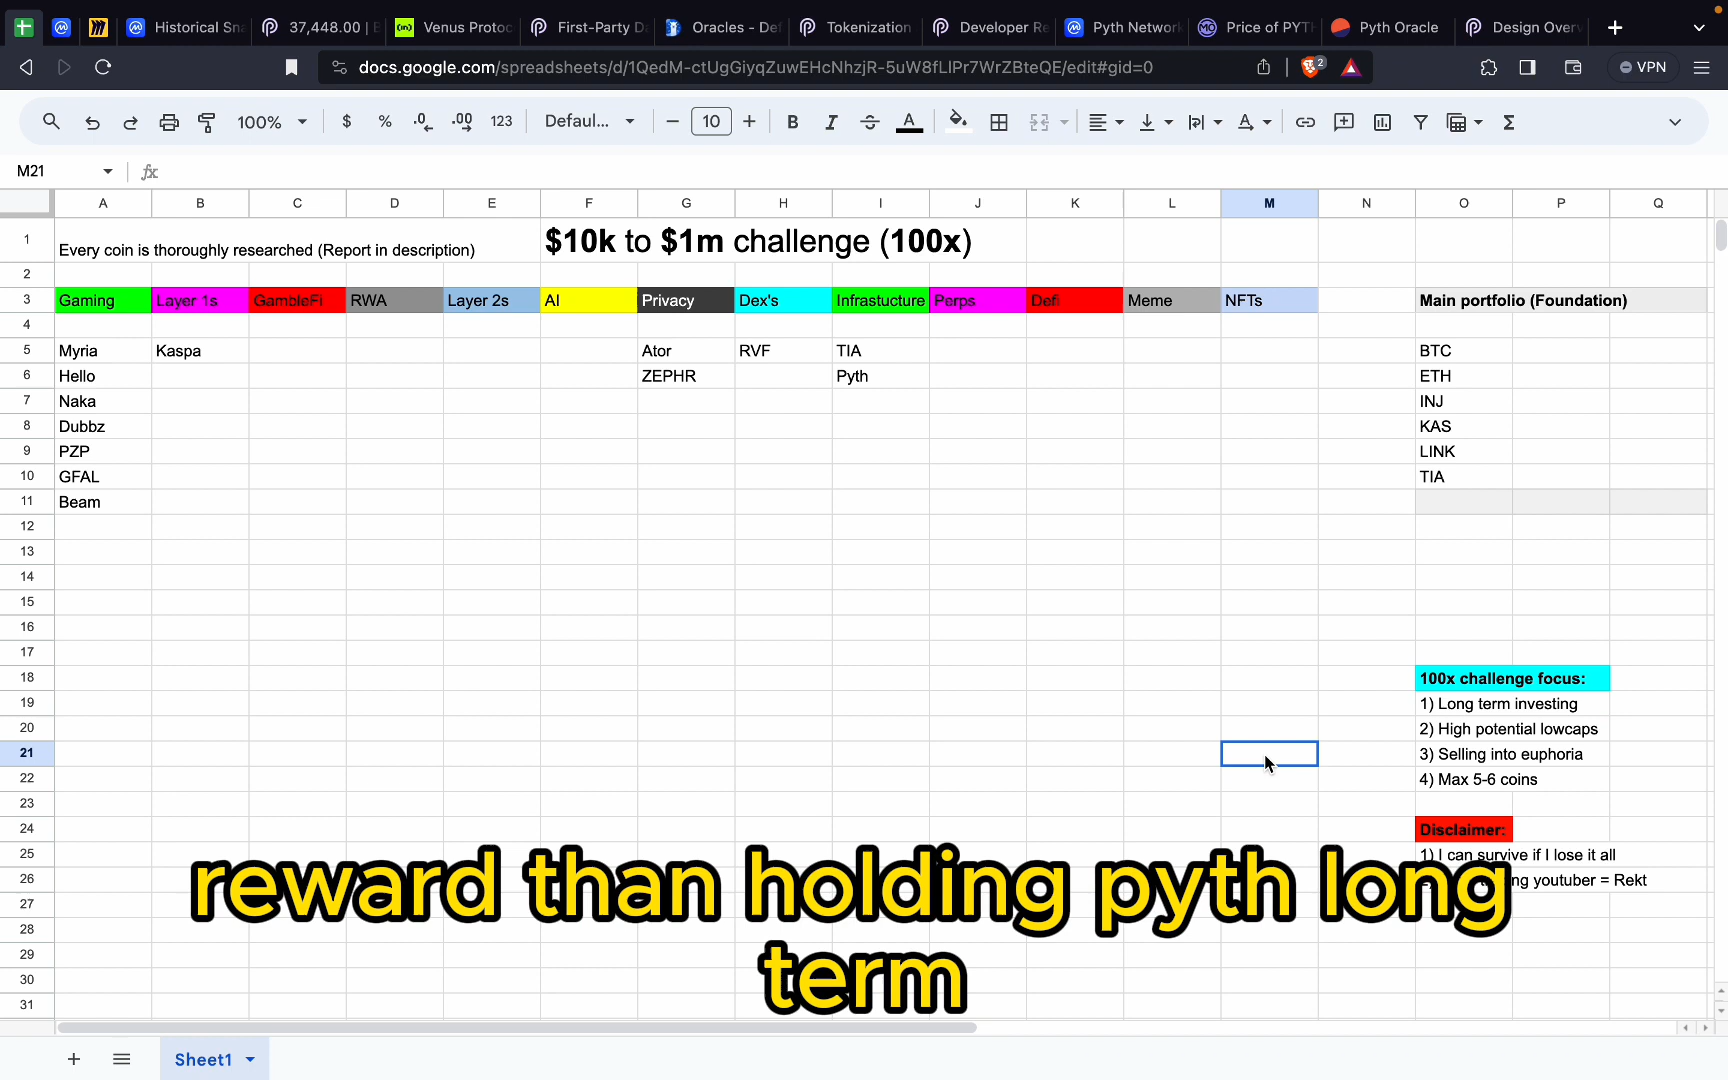 Historical Sna
37,448.00 | B
Venus Protoc
First-Party Da
Oracles - Def
Tokenization
Developer Re
Pyth Network
Price of PYTH
Pyth Oracle
Design Overv
docs.google.com/spreadsheets/d/1QedM-ctUgGiyqZuwEHcNhzjR-5uW8fLlPr7WrZBteQE/edit#gid=0
2
VPN
100%
$ % .0 .00 123
Defaul...
10
B I A
M21
fx
A B C D E F G H I J K L M N O P Q
1 Every coin is thoroughly researched (Report in description) $10k to $1m challenge (100x)
2
3 Gaming Layer 1s GambleFi RWA Layer 2s AI Privacy Dex's Infrastucture Perps Defi Meme NFTs Main portfolio (Foundation)
4
5 Myria Kaspa Ator RVF TIA BTC
6 Hello ZEPHR Pyth ETH
7 Naka INJ
8 Dubbz KAS
9 PZP LINK
10 GFAL TIA
11 Beam
12
13
14
15
16
17
18 100x challenge focus:
19 1) Long term investing
20 2) High potential lowcaps
21 3) Selling into euphoria
22 4) Max 5-6 coins
23
24 Disclaimer:
25 1) I can survive if I lose it all
26 ng youtuber = Rekt
27
28
29
30
31
reward than holding pyth long
term
Sheet1